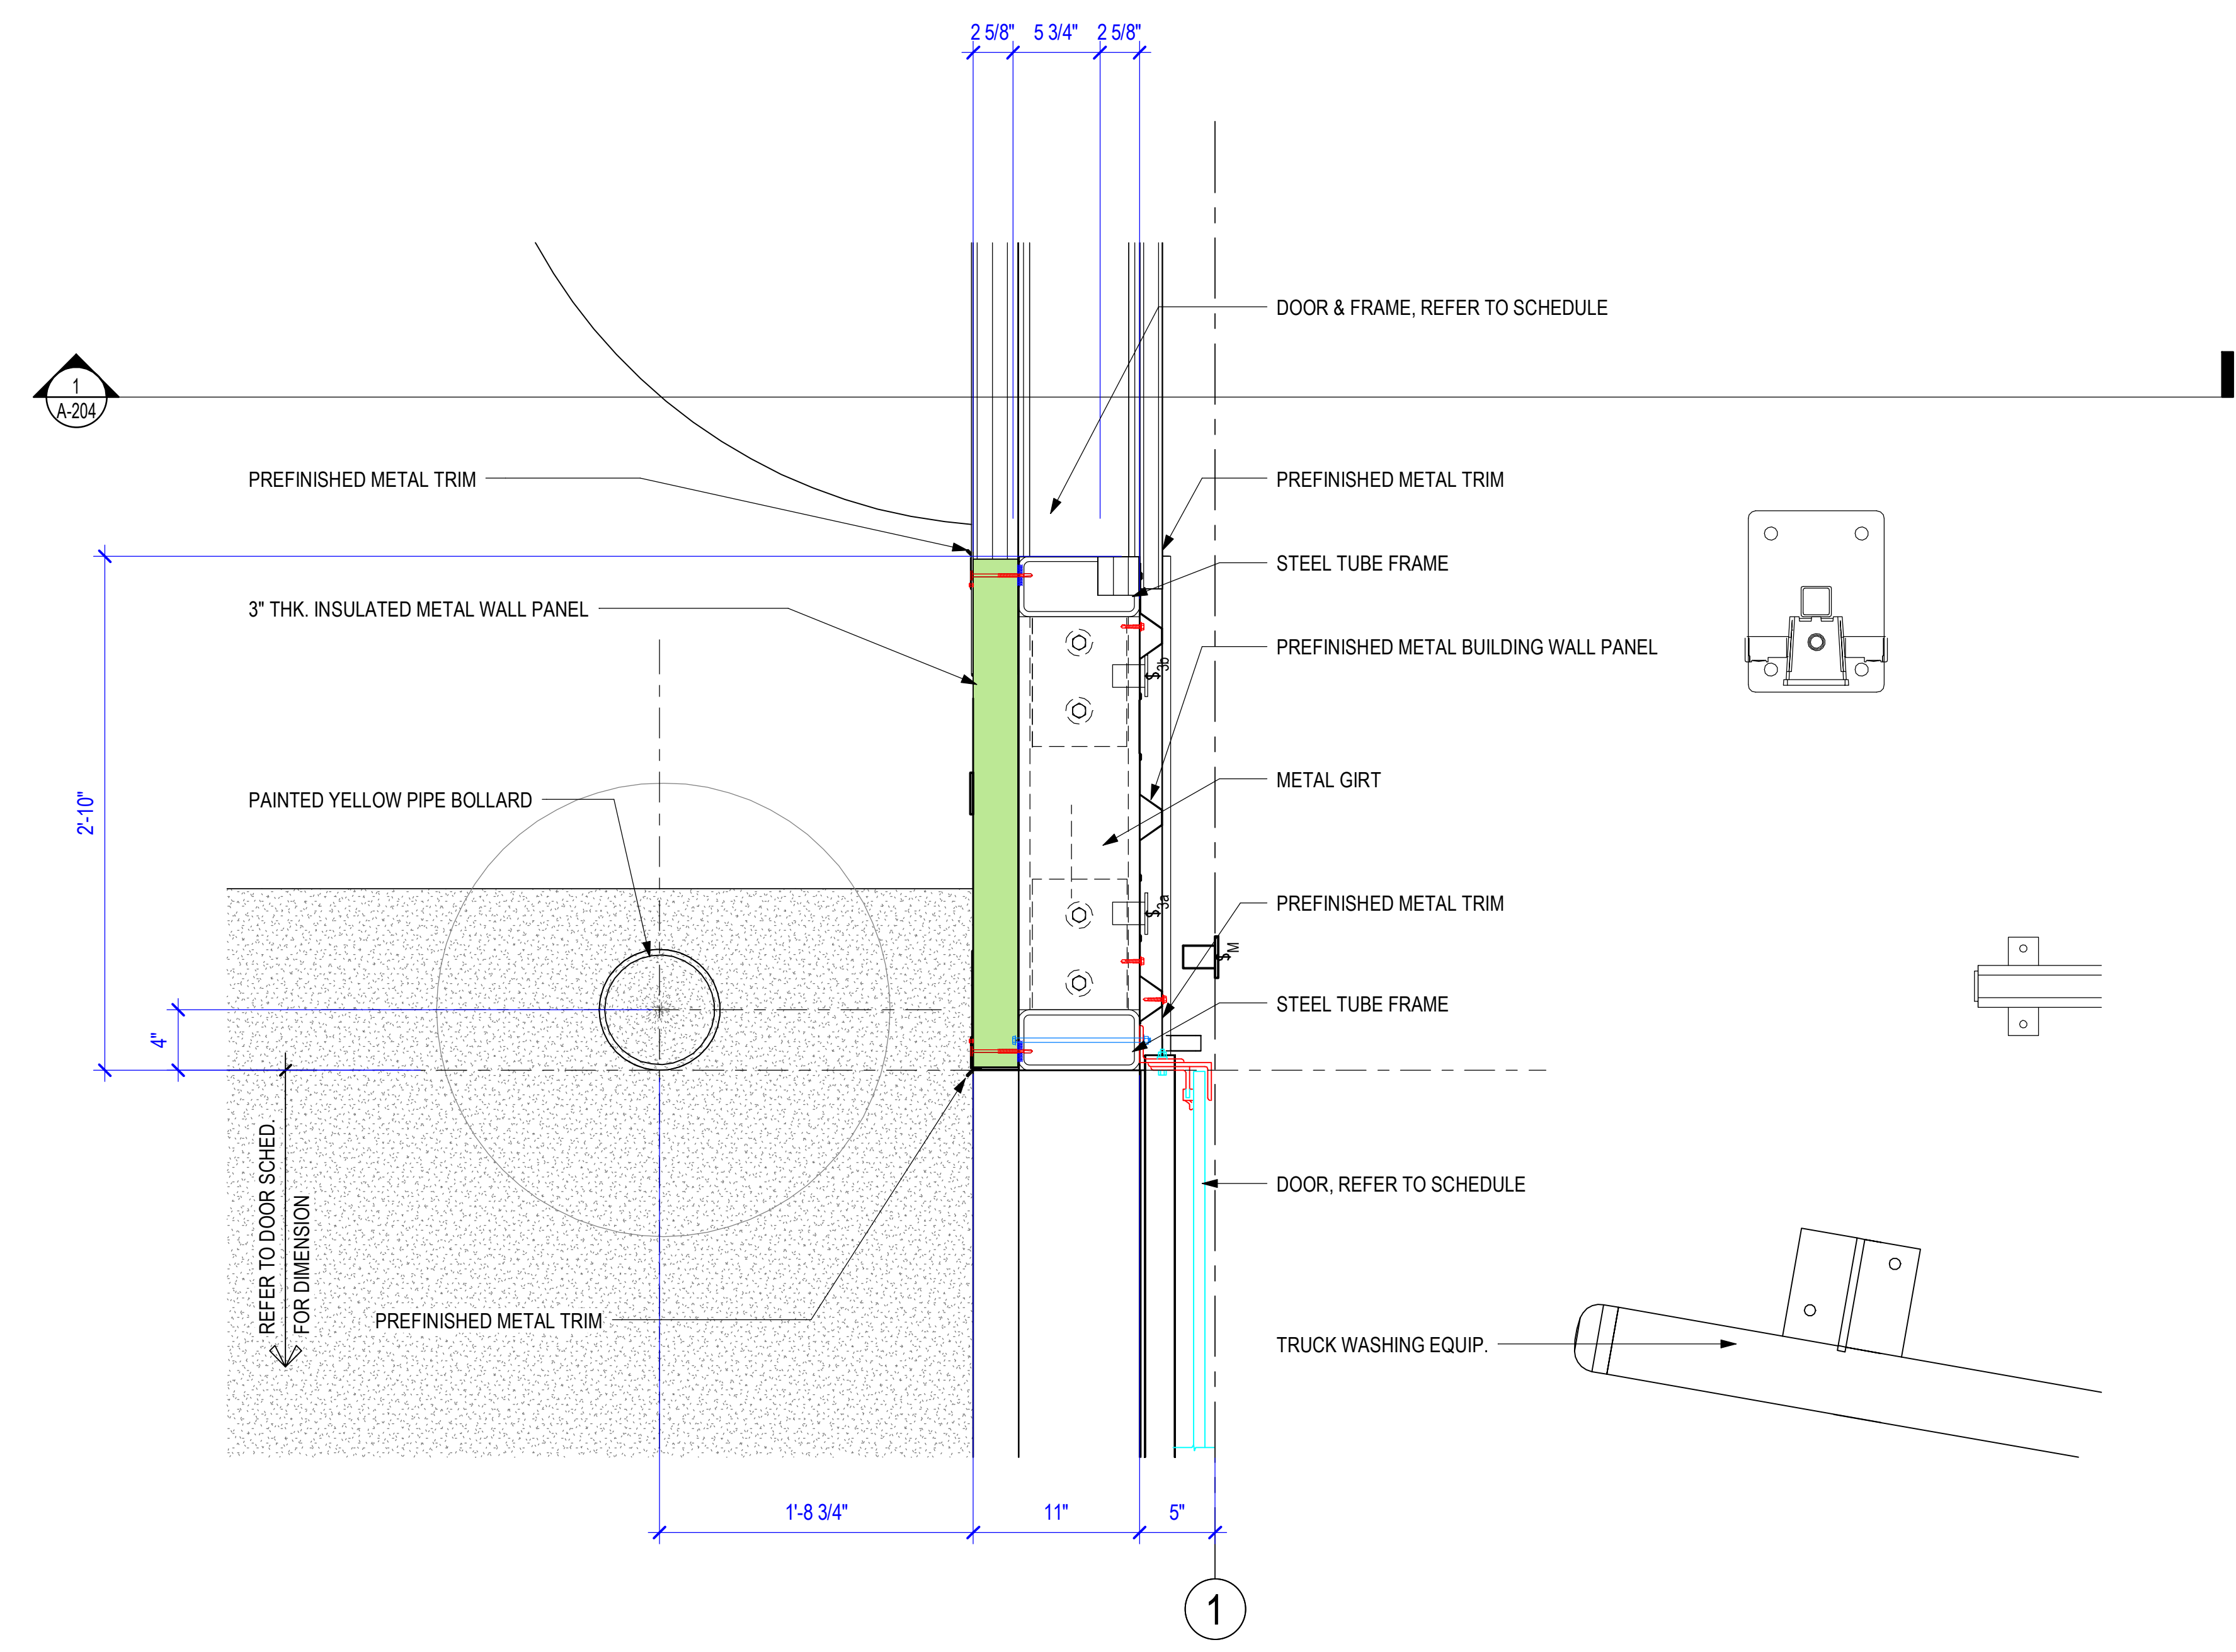 2 5/8" 5 3/4" 2 5/8"
DOOR & FRAME, REFER TO SCHEDULE
1
A-204
PREFINISHED METAL TRIM
PREFINISHED METAL TRIM
STEEL TUBE FRAME
3" THK. INSULATED METAL WALL PANEL
PREFINISHED METAL BUILDING WALL PANEL
$3b
METAL GIRT
PAINTED YELLOW PIPE BOLLARD
2'-10"
PREFINISHED METAL TRIM
$3a
$M
STEEL TUBE FRAME
4"
REFER TO DOOR SCHED.
FOR DIMENSION
DOOR, REFER TO SCHEDULE
PREFINISHED METAL TRIM
TRUCK WASHING EQUIP.
1'-8 3/4" 11" 5"
1